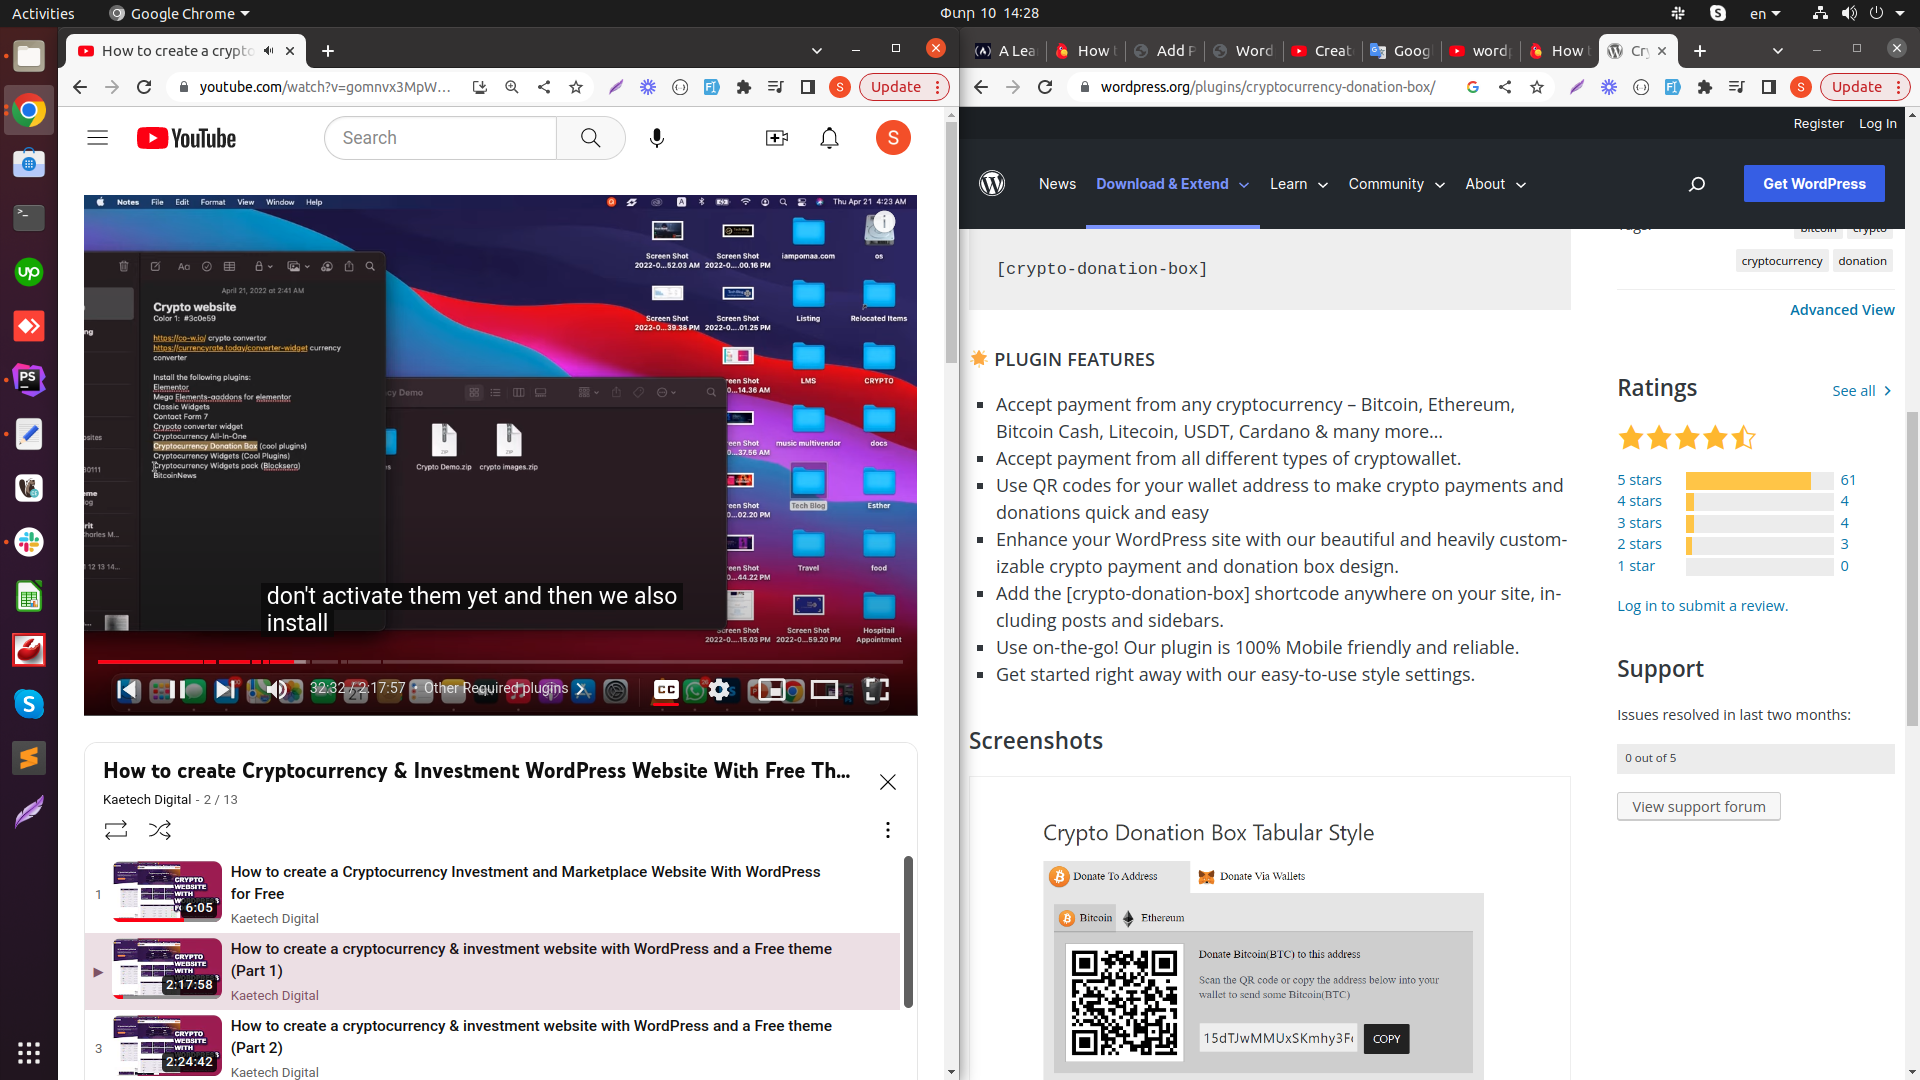 Activities
Google Chrome
Փտր 10 14:28
en
How to create a crypto
youtube.com/watch?v=gomnvx3MpW...
Update
YouTube
Search
S
Notes File Edit Format View Window Help
Thu Apr 21 4:23 AM
April 21, 2022 at 2:41 AM
Crypto website
Color 1: #3c0e59
https://co-w.io/ crypto convertor
https://currencyrate.today/converter-widget currency
converter
Install the following plugins:
Elementor
Mega Elements-aaddons for elementor
Classic Widgets
Contact Form 7
Crypoto converter widget
Cryptocurrency All-In-One
Cryptocurrency Donation Box (cool plugins)
Cryptocurrency Widgets (Cool Plugins)
Cryptocurrency Widgets pack (Blocksera)
BitcoinNews
cy Demo
Crypto Demo.zip
crypto images.zip
Screen Shot
2022-0...52.03 AM
Screen Shot
2022-0....00.16 PM
iampomaa.com
os
Screen Shot
2022-0...39.38 PM
Screen Shot
2022-0....01.25 PM
Listing
Relocated Items
LMS
CRYPTO
music multivendor
docs
Tech Blog
Esther
Travel
food
Screen Shot
2022-0...59.20 PM
Hospitail
Appointment
don't activate them yet and then we also
install
32:32 / 2:17:57 • Other Required plugins
CC
How to create Cryptocurrency & Investment WordPress Website With Free Th...
Kaetech Digital - 2 / 13
1
6:05
How to create a Cryptocurrency Investment and Marketplace Website With WordPress
for Free
Kaetech Digital
2:17:58
How to create a cryptocurrency & investment website with WordPress and a Free theme
(Part 1)
Kaetech Digital
3
2:24:42
How to create a cryptocurrency & investment website with WordPress and a Free theme
(Part 2)
Kaetech Digital
A Lea
How t
Add P
Word
Creat
Goog
wordp
How t
Cry
wordpress.org/plugins/cryptocurrency-donation-box/
S
Update
Register Log In
News Download & Extend Learn Community About
Get WordPress
[crypto-donation-box]
bitcoin crypto
cryptocurrency donation
Advanced View
PLUGIN FEATURES
Accept payment from any cryptocurrency – Bitcoin, Ethereum,
Bitcoin Cash, Litecoin, USDT, Cardano & many more…
Accept payment from all different types of cryptowallet.
Use QR codes for your wallet address to make crypto payments and
donations quick and easy
Enhance your WordPress site with our beautiful and heavily custom-
izable crypto payment and donation box design.
Add the [crypto-donation-box] shortcode anywhere on your site, in-
cluding posts and sidebars.
Use on-the-go! Our plugin is 100% Mobile friendly and reliable.
Get started right away with our easy-to-use style settings.
Ratings
See all
5 stars 61
4 stars 4
3 stars 4
2 stars 3
1 star 0
Log in to submit a review.
Support
Issues resolved in last two months:
0 out of 5
View support forum
Screenshots
Crypto Donation Box Tabular Style
Donate To Address
Donate Via Wallets
Bitcoin
Ethereum
Donate Bitcoin(BTC) to this address
Scan the QR code or copy the address below into your
wallet to send some Bitcoin(BTC)
15dTJwMMUxSKmhy3F
COPY